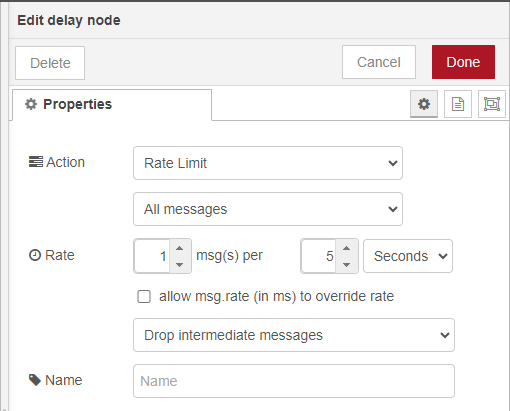 Edit delay node
Delete Cancel Done
Properties
Action Rate Limit
All messages
Rate 1 msg(s) per 5 Seconds
allow msg.rate (in ms) to override rate
Drop intermediate messages
Name Name